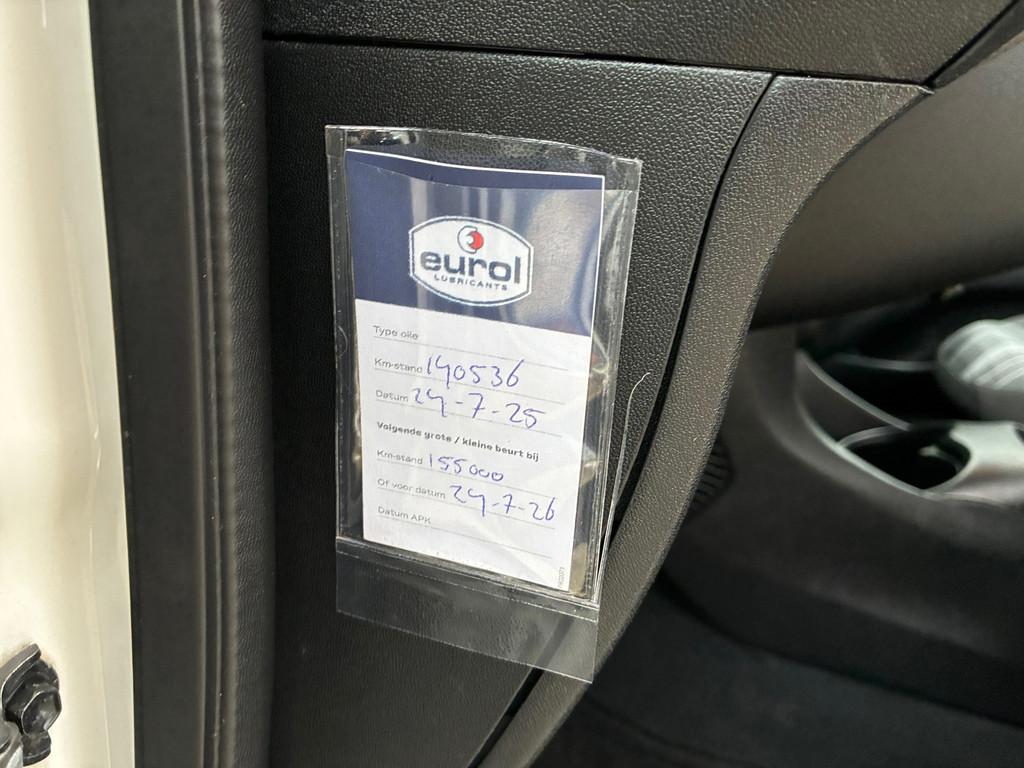 eurol
LUBRICANTS
Type olie
Km-stand 140536
Datum 24-7-25
Volgende grote / kleine beurt bij
Km-stand 155000
Of voor datum 24-7-26
Datum APK